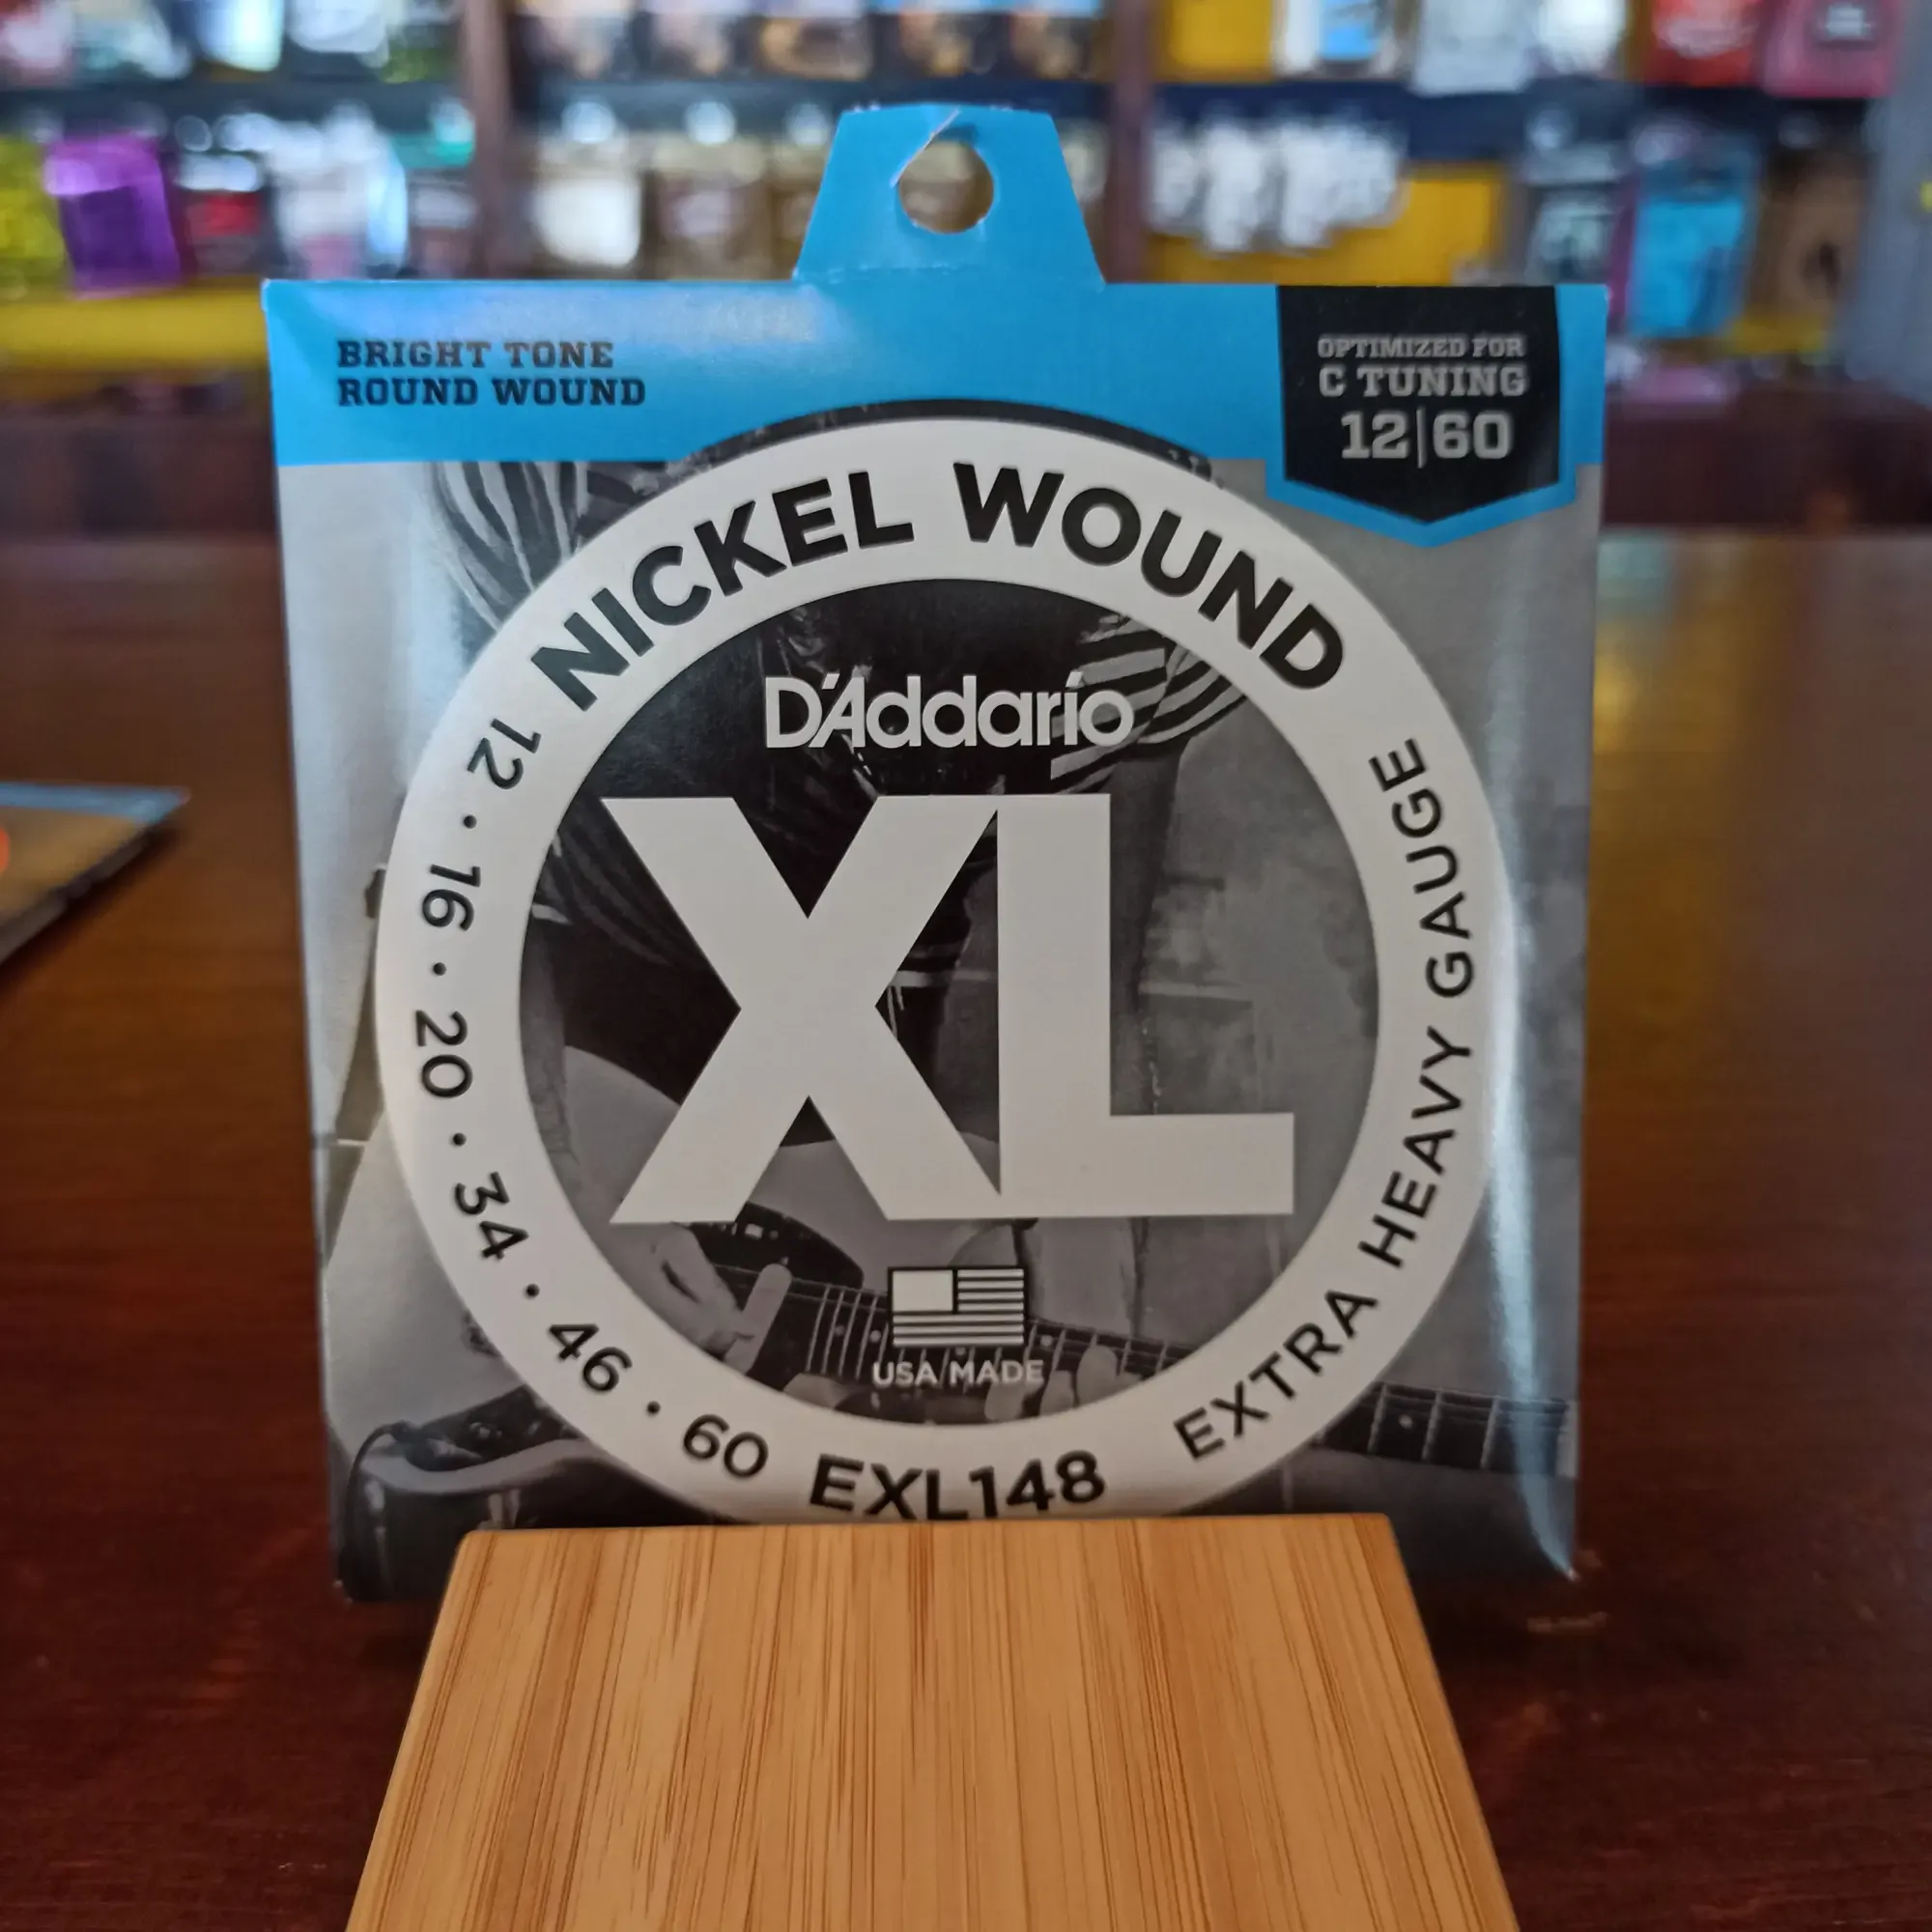 BRIGHT TONE
ROUND WOUND
OPTIMIZED FOR
C TUNING
12|60
NICKEL WOUND
D'Addario
XL
USA MADE
12 · 16 · 20 · 34 · 46 · 60
EXL148
EXTRA HEAVY GAUGE